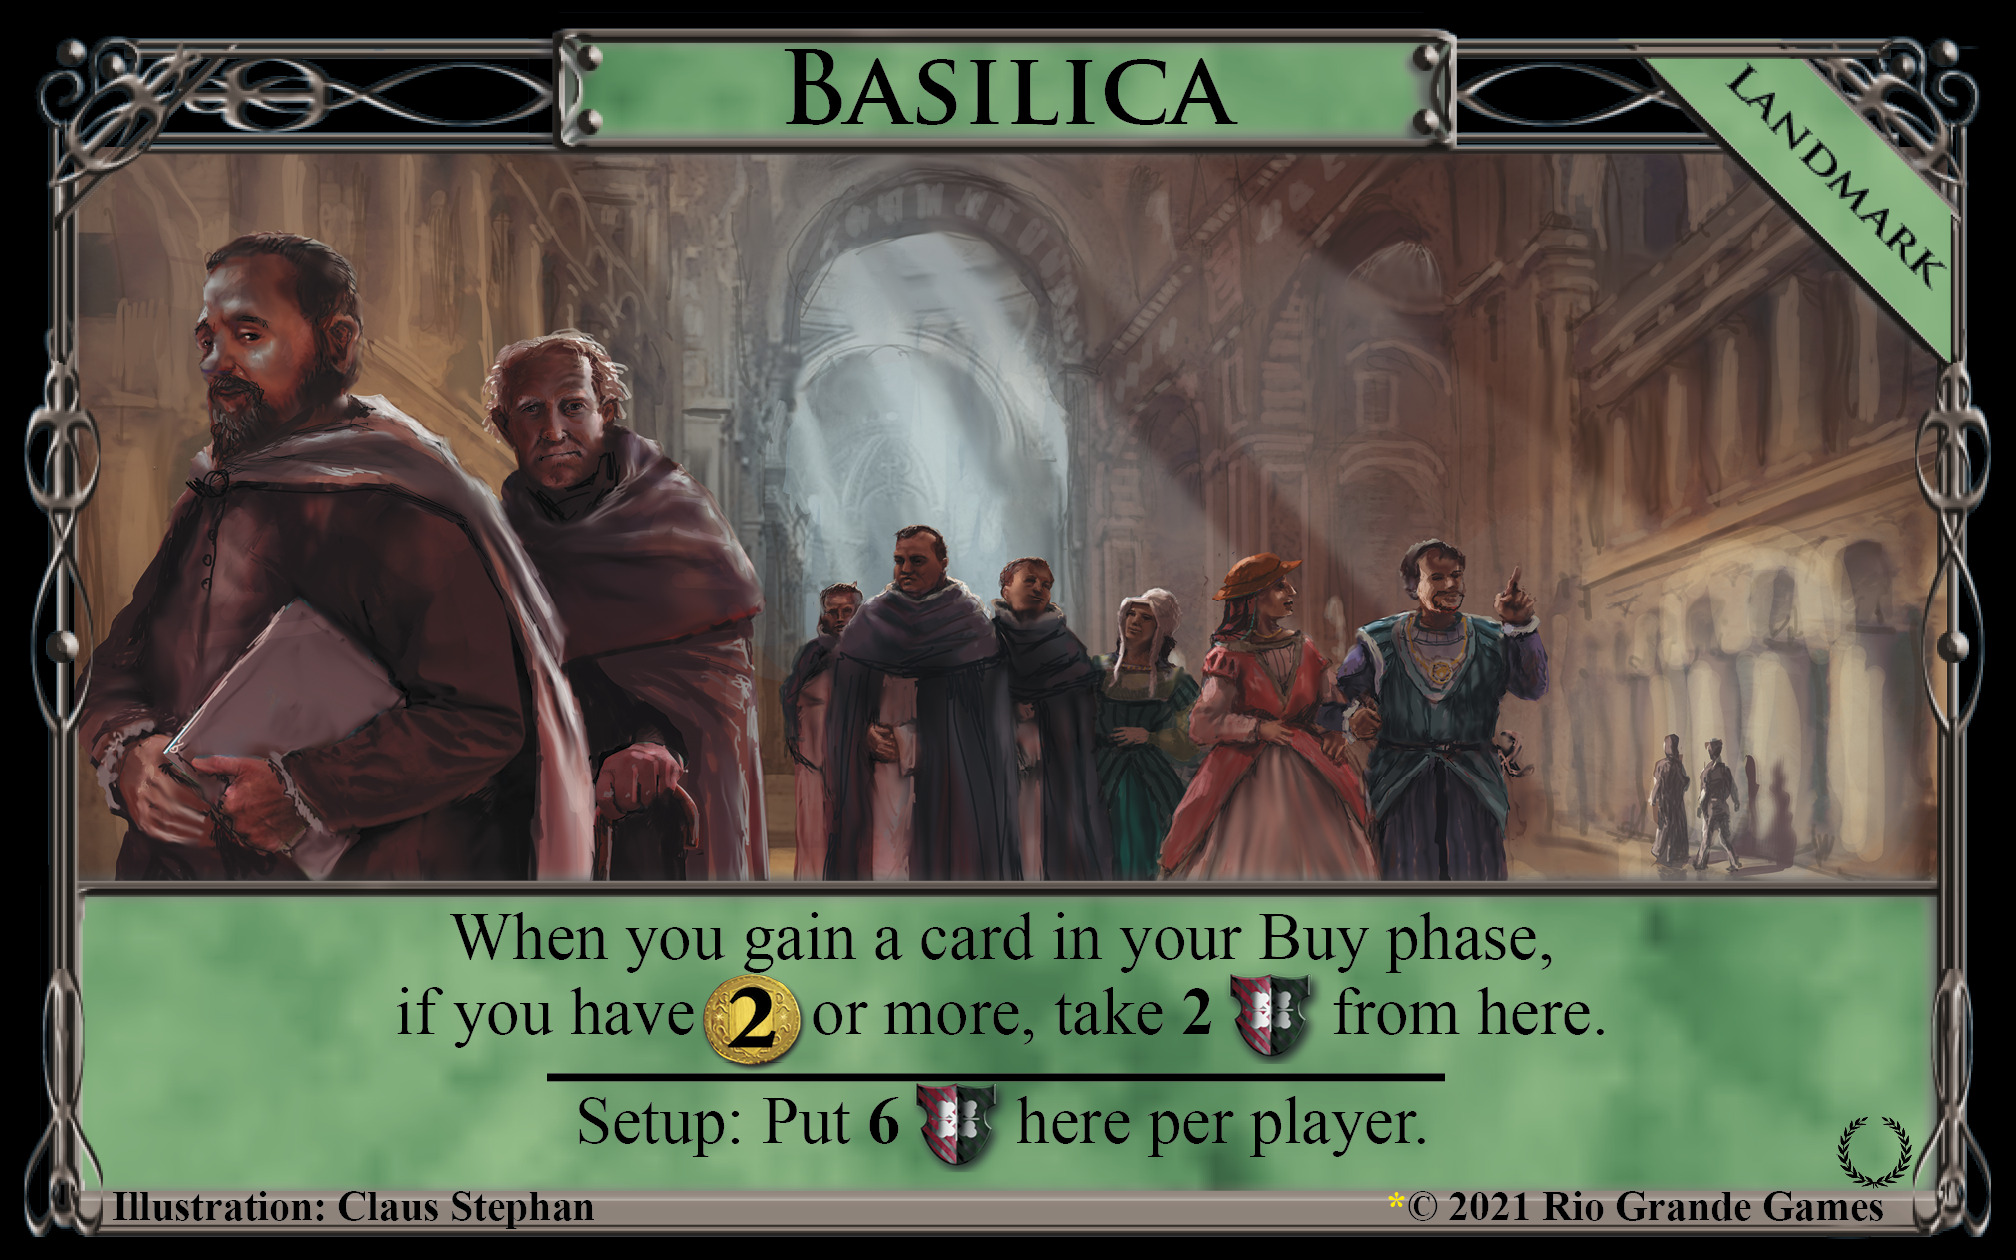 BASILICA
LANDMARK
When you gain a card in your Buy phase,
if you have 2 or more, take 2 from here.
Setup: Put 6 here per player.
Illustration: Claus Stephan
*© 2021 Rio Grande Games